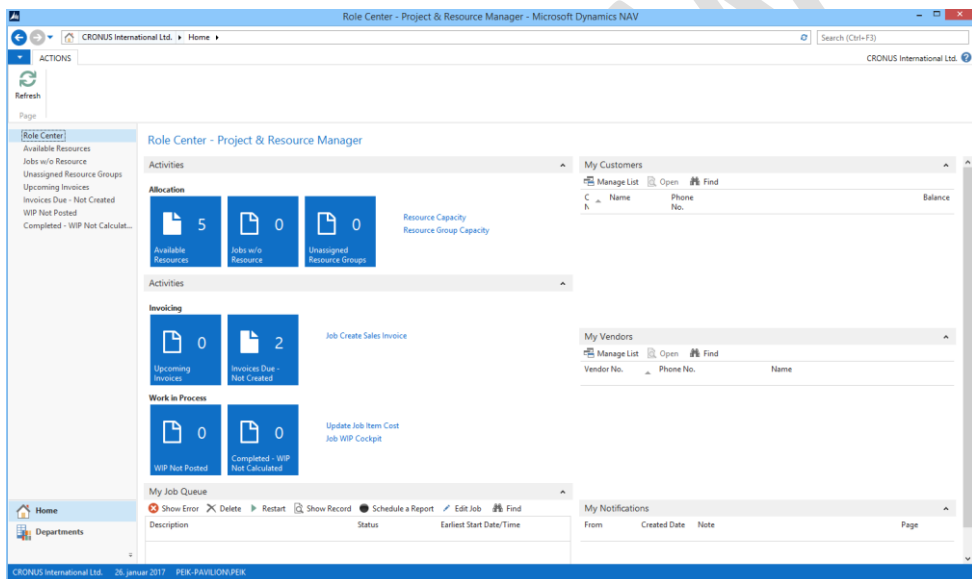 Role Center - Project & Resource Manager - Microsoft Dynamics NAV
CRONUS International Ltd. Home
Search (Ctrl+F3)
ACTIONS
CRONUS International Ltd.
Refresh
Page
Role Center
Available Resources
Jobs w/o Resource
Unassigned Resource Groups
Upcoming Invoices
Invoices Due - Not Created
WIP Not Posted
Completed - WIP Not Calculat...
Home
Departments
Role Center - Project & Resource Manager
Activities
Allocation
5
Available
Resources
0
Jobs w/o
Resource
0
Unassigned
Resource Groups
Resource Capacity
Resource Group Capacity
Activities
Invoicing
0
Upcoming
Invoices
2
Invoices Due -
Not Created
Job Create Sales Invoice
Work in Process
0
WIP Not Posted
0
Completed - WIP
Not Calculated
Update Job Item Cost
Job WIP Cockpit
My Job Queue
Show Error Delete Restart Show Record Schedule a Report Edit Job Find
Description Status Earliest Start Date/Time
My Customers
Manage List Open Find
Name Phone No. Balance
My Vendors
Manage List Open Find
Vendor No. Phone No. Name
My Notifications
From Created Date Note Page
CRONUS International Ltd. 26. januar 2017 PEIK-PAVILION\PEIK